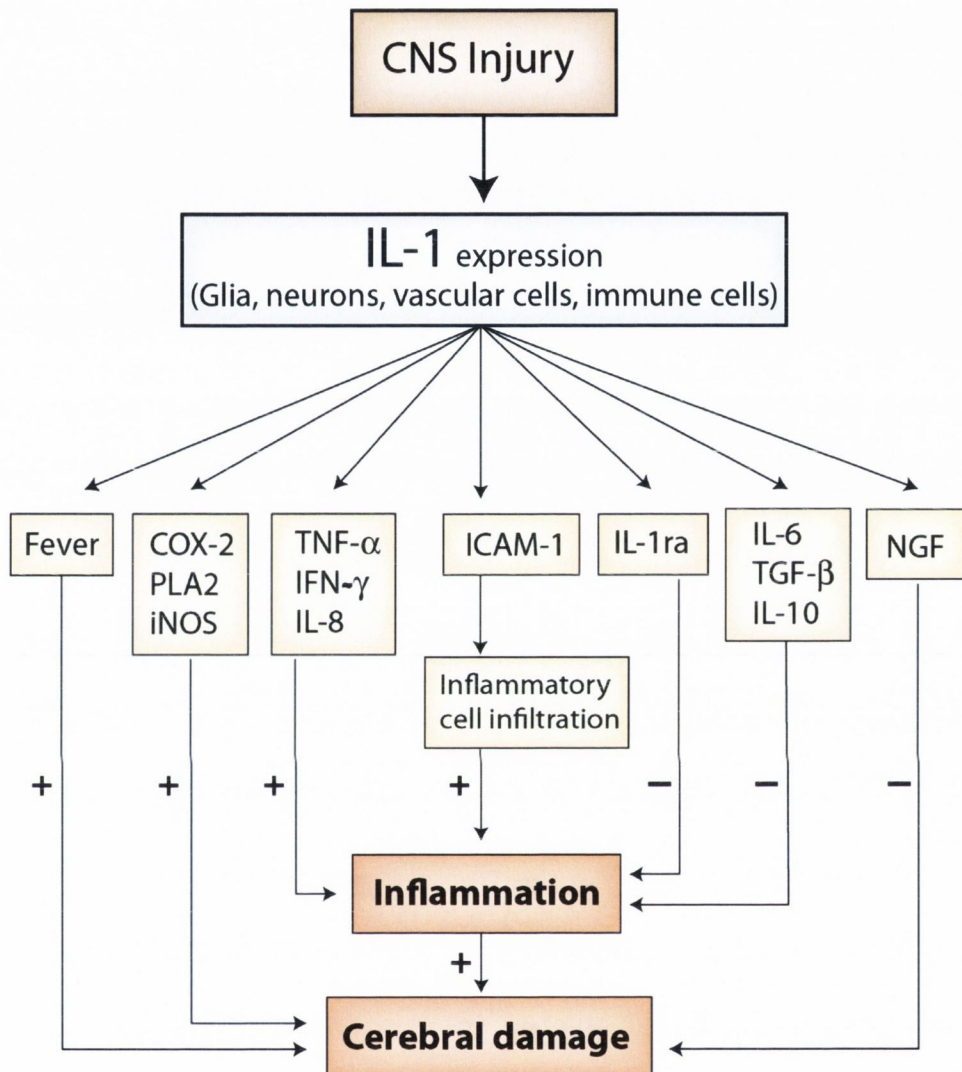 CNS Injury
IL-1 expression
(Glia, neurons, vascular cells, immune cells)
Fever
COX-2
PLA2
iNOS
TNF-α
IFN-γ
IL-8
ICAM-1
IL-1ra
IL-6
TGF-β
IL-10
NGF
Inflammatory
cell infiltration
+ + + + − − −
Inflammation
+
Cerebral damage